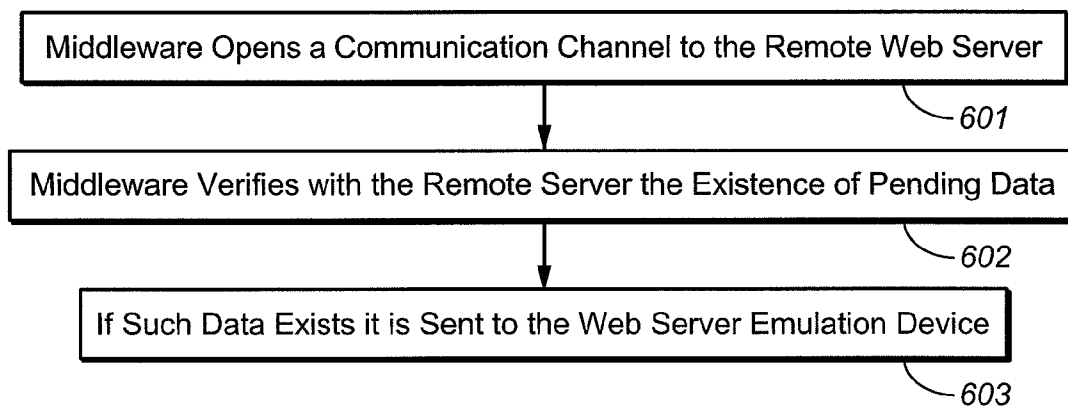 Middleware Opens a Communication Channel to the Remote Web Server
601
Middleware Verifies with the Remote Server the Existence of Pending Data
602
If Such Data Exists it is Sent to the Web Server Emulation Device
603